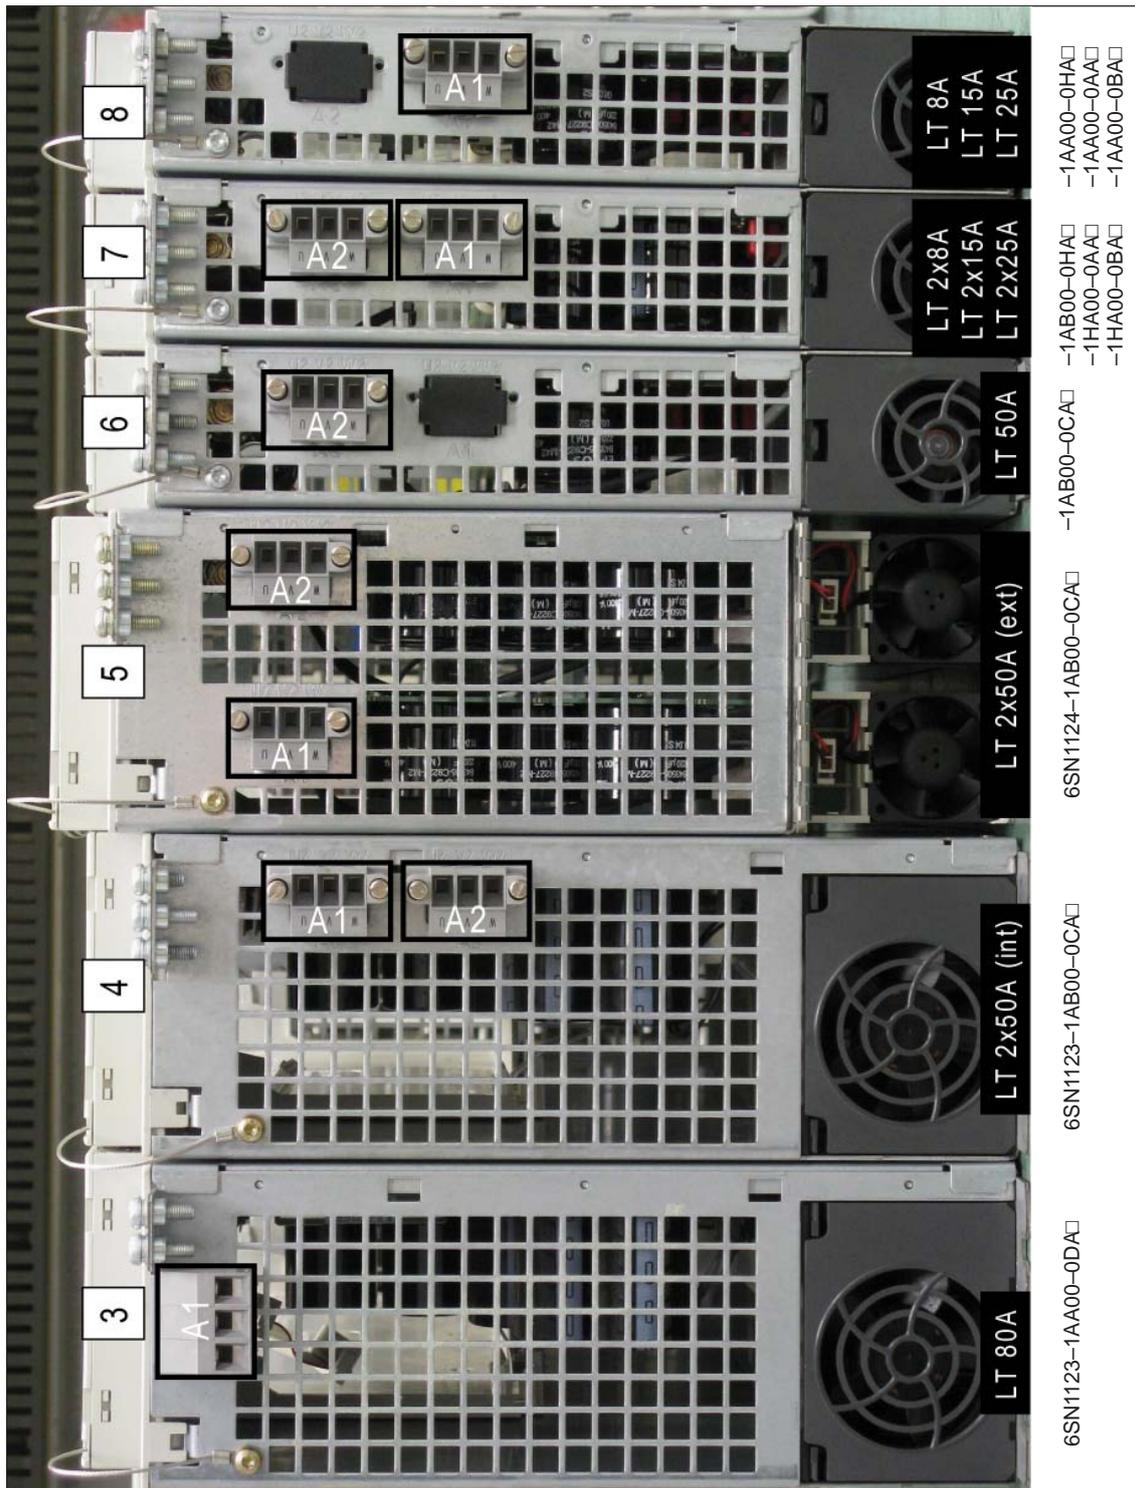 3
A1
LT 80A
6SN1123–1AA00–0DA□
4
A1
A2
LT 2x50A (int)
6SN1123–1AB00–0CA□
5
A2
A1
LT 2x50A (ext)
6SN1124–1AB00–0CA□
6
A2
LT 50A
–1AB00–0CA□
7
A2
A1
LT 2x8A
LT 2x15A
LT 2x25A
–1AB00–0HA□
–1HA00–0AA□
–1HA00–0BA□
8
A1
LT 8A
LT 15A
LT 25A
–1AA00–0HA□
–1AA00–0AA□
–1AA00–0BA□